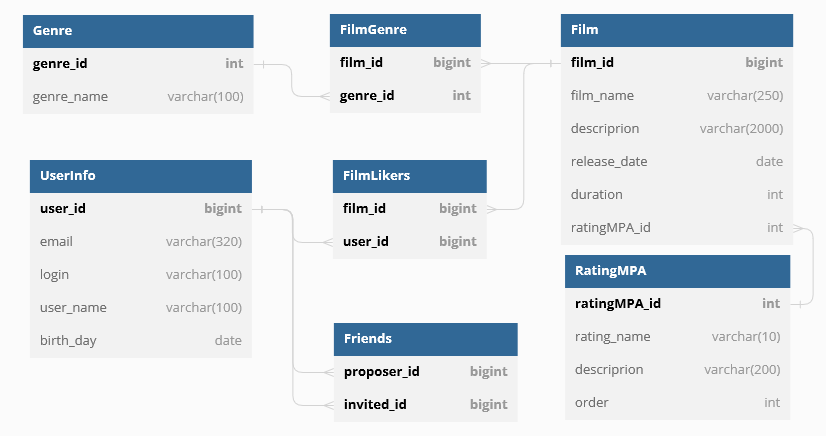 Genre
genre_id int
genre_name varchar(100)
FilmGenre
film_id bigint
genre_id int
Film
film_id bigint
film_name varchar(250)
descriprion varchar(2000)
release_date date
duration int
ratingMPA_id int
UserInfo
user_id bigint
email varchar(320)
login varchar(100)
user_name varchar(100)
birth_day date
FilmLikers
film_id bigint
user_id bigint
RatingMPA
ratingMPA_id int
rating_name varchar(10)
descriprion varchar(200)
order int
Friends
proposer_id bigint
invited_id bigint